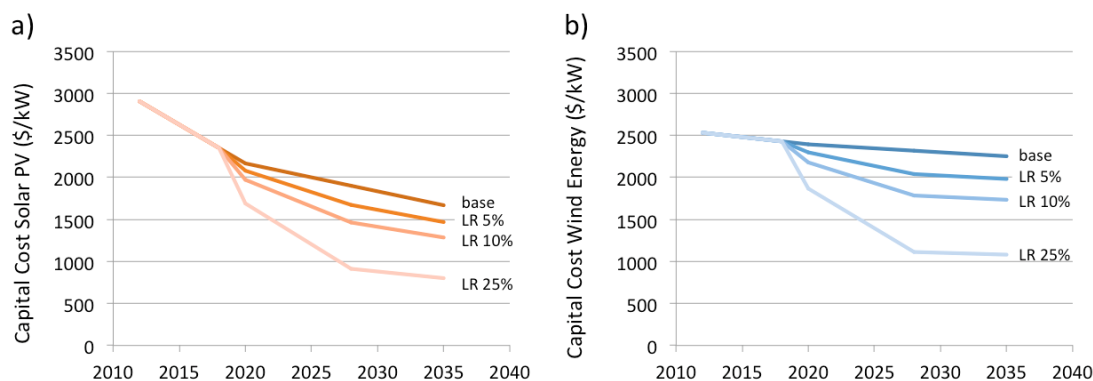 a)
Capital Cost Solar PV ($/kW)
3500
3000
2500
2000
1500
1000
500
0
2010 2015 2020 2025 2030 2035 2040
base
LR 5%
LR 10%
LR 25%
b)
Capital Cost Wind Energy ($/kW)
3500
3000
2500
2000
1500
1000
500
0
2010 2015 2020 2025 2030 2035 2040
base
LR 5%
LR 10%
LR 25%